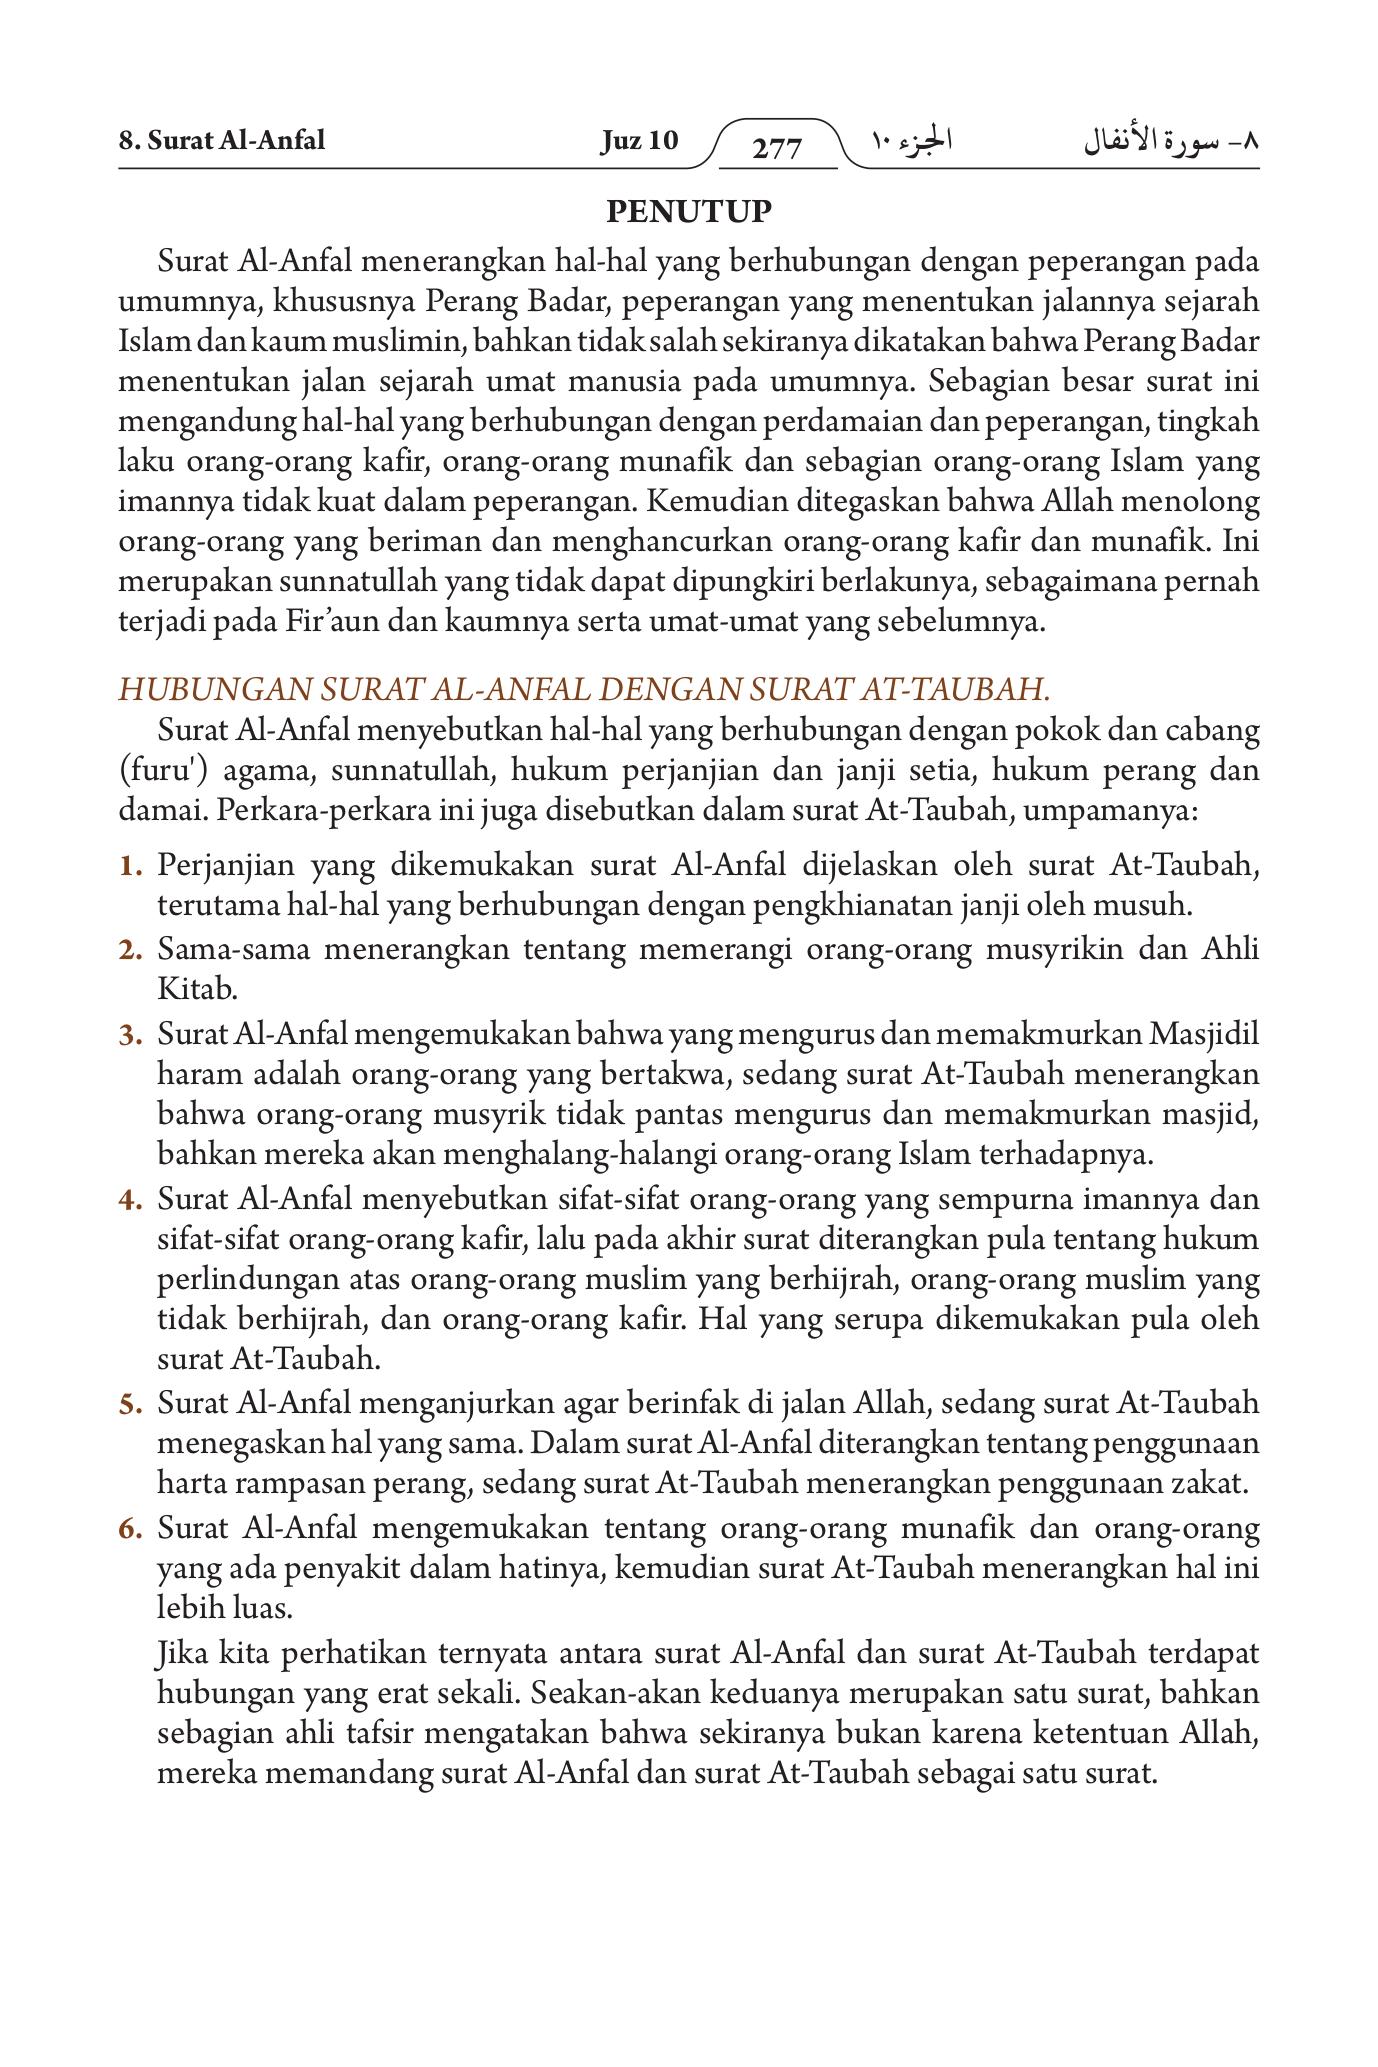 8. Surat Al-Anfal Juz 10 277 الجزء ١٠ ٨- سورة الأنفال
PENUTUP
Surat Al-Anfal menerangkan hal-hal yang berhubungan dengan peperangan pada
umumnya, khususnya Perang Badar, peperangan yang menentukan jalannya sejarah
Islam dan kaum muslimin, bahkan tidak salah sekiranya dikatakan bahwa Perang Badar
menentukan jalan sejarah umat manusia pada umumnya. Sebagian besar surat ini
mengandung hal-hal yang berhubungan dengan perdamaian dan peperangan, tingkah
laku orang-orang kafir, orang-orang munafik dan sebagian orang-orang Islam yang
imannya tidak kuat dalam peperangan. Kemudian ditegaskan bahwa Allah menolong
orang-orang yang beriman dan menghancurkan orang-orang kafir dan munafik. Ini
merupakan sunnatullah yang tidak dapat dipungkiri berlakunya, sebagaimana pernah
terjadi pada Fir’aun dan kaumnya serta umat-umat yang sebelumnya.
HUBUNGAN SURAT AL-ANFAL DENGAN SURAT AT-TAUBAH.
Surat Al-Anfal menyebutkan hal-hal yang berhubungan dengan pokok dan cabang
(furu') agama, sunnatullah, hukum perjanjian dan janji setia, hukum perang dan
damai. Perkara-perkara ini juga disebutkan dalam surat At-Taubah, umpamanya:
1. Perjanjian yang dikemukakan surat Al-Anfal dijelaskan oleh surat At-Taubah,
terutama hal-hal yang berhubungan dengan pengkhianatan janji oleh musuh.
2. Sama-sama menerangkan tentang memerangi orang-orang musyrikin dan Ahli
Kitab.
3. Surat Al-Anfal mengemukakan bahwa yang mengurus dan memakmurkan Masjidil
haram adalah orang-orang yang bertakwa, sedang surat At-Taubah menerangkan
bahwa orang-orang musyrik tidak pantas mengurus dan memakmurkan masjid,
bahkan mereka akan menghalang-halangi orang-orang Islam terhadapnya.
4. Surat Al-Anfal menyebutkan sifat-sifat orang-orang yang sempurna imannya dan
sifat-sifat orang-orang kafir, lalu pada akhir surat diterangkan pula tentang hukum
perlindungan atas orang-orang muslim yang berhijrah, orang-orang muslim yang
tidak berhijrah, dan orang-orang kafir. Hal yang serupa dikemukakan pula oleh
surat At-Taubah.
5. Surat Al-Anfal menganjurkan agar berinfak di jalan Allah, sedang surat At-Taubah
menegaskan hal yang sama. Dalam surat Al-Anfal diterangkan tentang penggunaan
harta rampasan perang, sedang surat At-Taubah menerangkan penggunaan zakat.
6. Surat Al-Anfal mengemukakan tentang orang-orang munafik dan orang-orang
yang ada penyakit dalam hatinya, kemudian surat At-Taubah menerangkan hal ini
lebih luas.
Jika kita perhatikan ternyata antara surat Al-Anfal dan surat At-Taubah terdapat
hubungan yang erat sekali. Seakan-akan keduanya merupakan satu surat, bahkan
sebagian ahli tafsir mengatakan bahwa sekiranya bukan karena ketentuan Allah,
mereka memandang surat Al-Anfal dan surat At-Taubah sebagai satu surat.